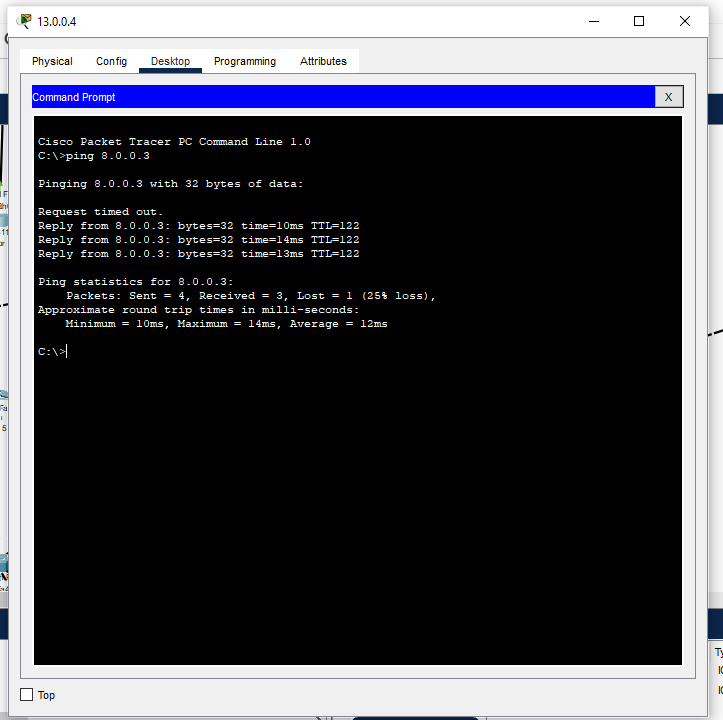 13.0.0.4
Physical Config Desktop Programming Attributes
Command Prompt X
Cisco Packet Tracer PC Command Line 1.0
C:\>ping 8.0.0.3
Pinging 8.0.0.3 with 32 bytes of data:
Request timed out.
Reply from 8.0.0.3: bytes=32 time=10ms TTL=122
Reply from 8.0.0.3: bytes=32 time=14ms TTL=122
Reply from 8.0.0.3: bytes=32 time=13ms TTL=122
Ping statistics for 8.0.0.3:
Packets: Sent = 4, Received = 3, Lost = 1 (25% loss),
Approximate round trip times in milli-seconds:
Minimum = 10ms, Maximum = 14ms, Average = 12ms
C:\>
Top